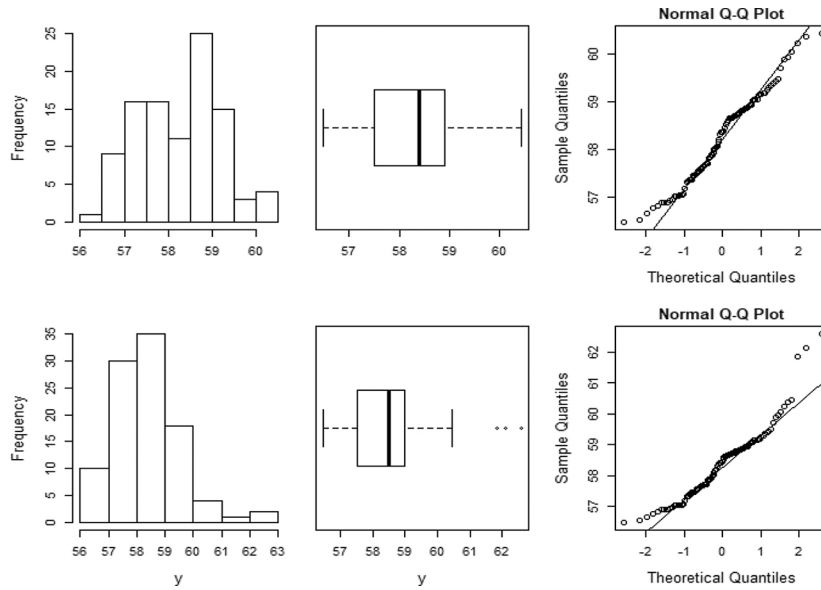 Normal Q-Q Plot
Frequency
0 5 10 15 20 25
56 57 58 59 60
57 58 59 60
Sample Quantiles
57 58 59 60
-2 -1 0 1 2
Theoretical Quantiles
Normal Q-Q Plot
Frequency
0 5 10 15 20 25 30 35
56 57 58 59 60 61 62 63
y
57 58 59 60 61 62
y
Sample Quantiles
57 58 59 60 61 62
-2 -1 0 1 2
Theoretical Quantiles